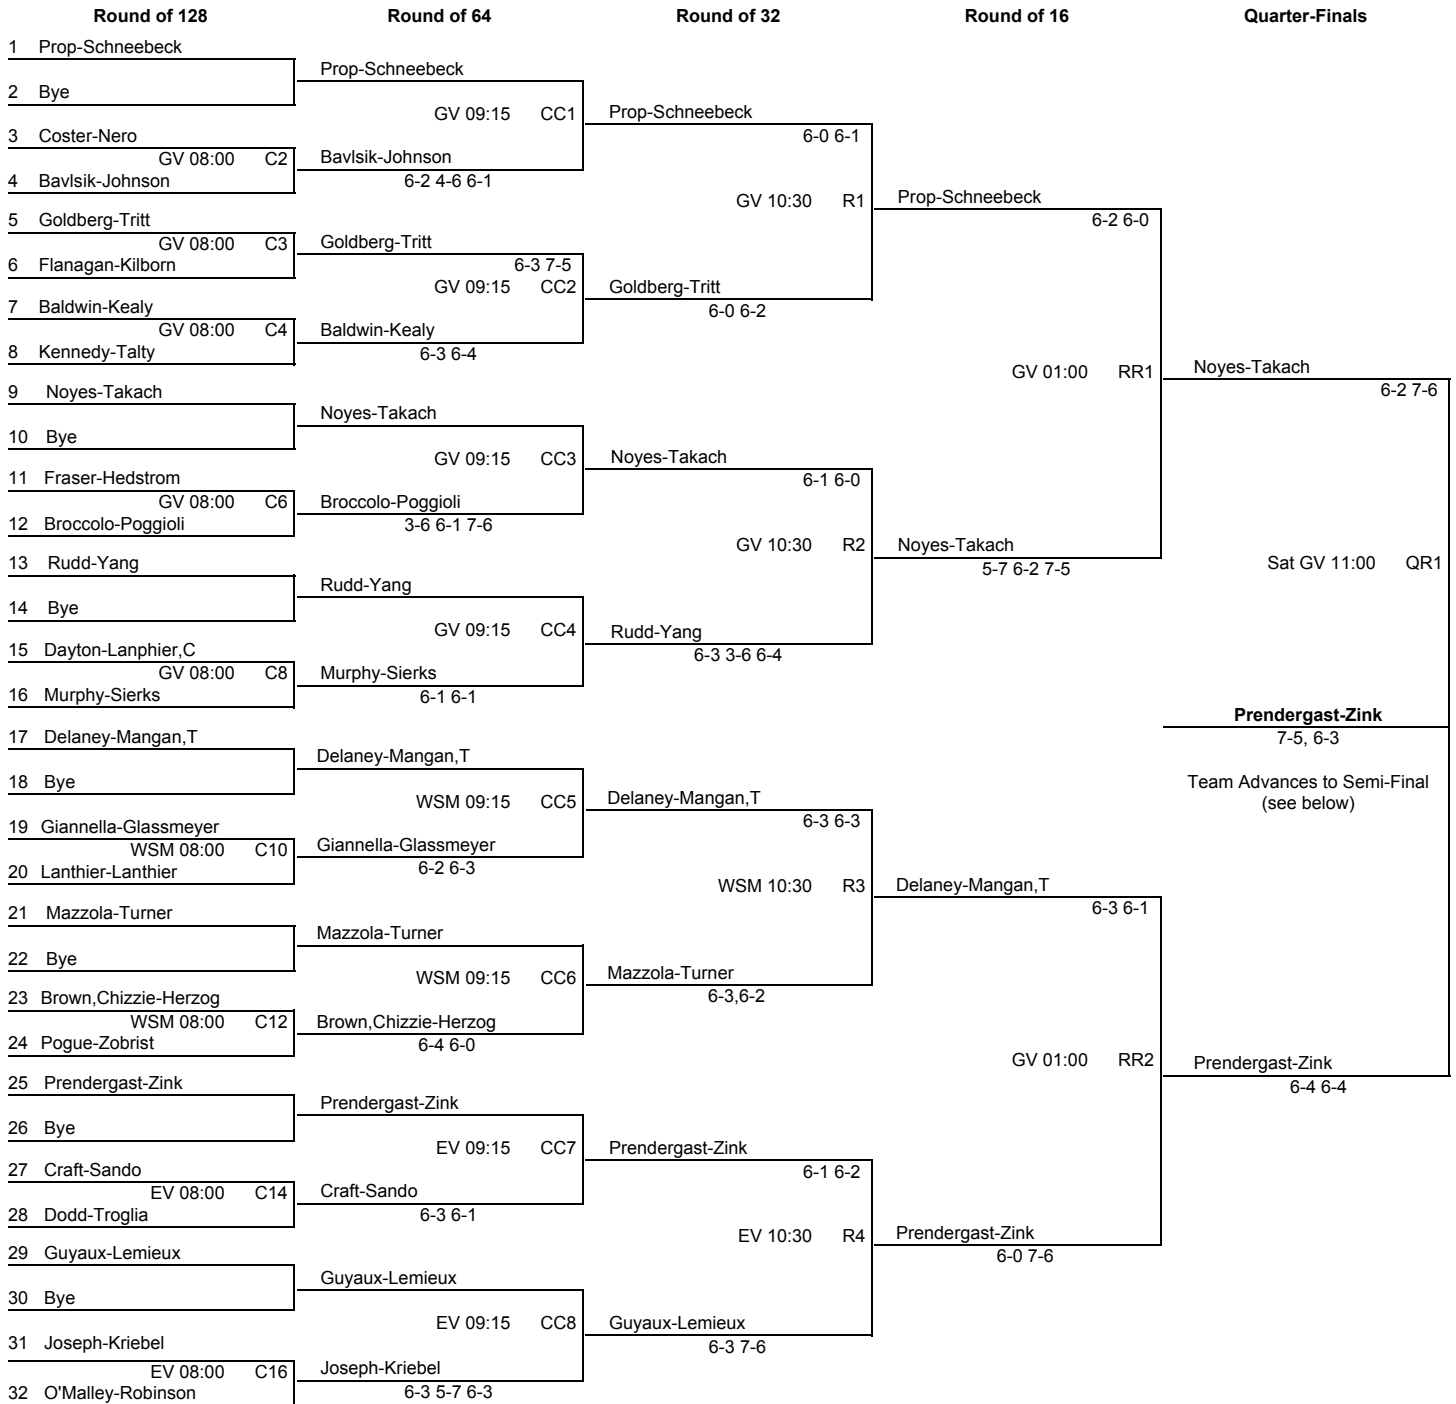 Round of 128 Round of 64 Round of 32 Round of 16 Quarter-Finals
1 Prop-Schneebeck
Prop-Schneebeck
2 Bye
GV 09:15 CC1 Prop-Schneebeck
3 Coster-Nero 6-0 6-1
GV 08:00 C2 Bavlsik-Johnson
4 Bavlsik-Johnson 6-2 4-6 6-1
GV 10:30 R1 Prop-Schneebeck
5 Goldberg-Tritt 6-2 6-0
GV 08:00 C3 Goldberg-Tritt
6 Flanagan-Kilborn 6-3 7-5
GV 09:15 CC2 Goldberg-Tritt
7 Baldwin-Kealy 6-0 6-2
GV 08:00 C4 Baldwin-Kealy
8 Kennedy-Talty 6-3 6-4
GV 01:00 RR1 Noyes-Takach
9 Noyes-Takach 6-2 7-6
Noyes-Takach
10 Bye
GV 09:15 CC3 Noyes-Takach
11 Fraser-Hedstrom 6-1 6-0
GV 08:00 C6 Broccolo-Poggioli
12 Broccolo-Poggioli 3-6 6-1 7-6
GV 10:30 R2 Noyes-Takach
13 Rudd-Yang 5-7 6-2 7-5 Sat GV 11:00 QR1
Rudd-Yang
14 Bye
GV 09:15 CC4 Rudd-Yang
15 Dayton-Lanphier,C 6-3 3-6 6-4
GV 08:00 C8 Murphy-Sierks
16 Murphy-Sierks 6-1 6-1
Prendergast-Zink
17 Delaney-Mangan,T 7-5, 6-3
Delaney-Mangan,T
18 Bye Team Advances to Semi-Final
WSM 09:15 CC5 Delaney-Mangan,T (see below)
19 Giannella-Glassmeyer 6-3 6-3
WSM 08:00 C10 Giannella-Glassmeyer
20 Lanthier-Lanthier 6-2 6-3
WSM 10:30 R3 Delaney-Mangan,T
21 Mazzola-Turner 6-3 6-1
Mazzola-Turner
22 Bye
WSM 09:15 CC6 Mazzola-Turner
23 Brown,Chizzie-Herzog 6-3,6-2
WSM 08:00 C12 Brown,Chizzie-Herzog
24 Pogue-Zobrist 6-4 6-0
GV 01:00 RR2 Prendergast-Zink
25 Prendergast-Zink 6-4 6-4
Prendergast-Zink
26 Bye
EV 09:15 CC7 Prendergast-Zink
27 Craft-Sando 6-1 6-2
EV 08:00 C14 Craft-Sando
28 Dodd-Troglia 6-3 6-1
EV 10:30 R4 Prendergast-Zink
29 Guyaux-Lemieux 6-0 7-6
Guyaux-Lemieux
30 Bye
EV 09:15 CC8 Guyaux-Lemieux
31 Joseph-Kriebel 6-3 7-6
EV 08:00 C16 Joseph-Kriebel
32 O'Malley-Robinson 6-3 5-7 6-3